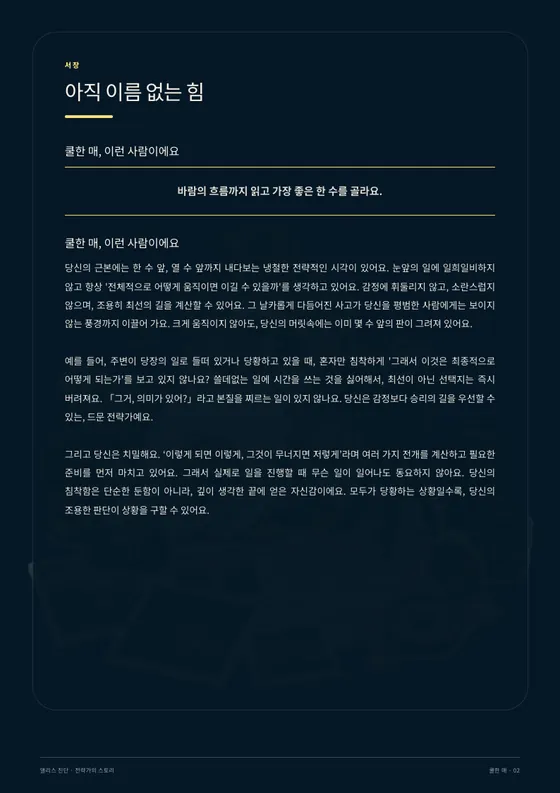 서장
아직 이름 없는 힘
쿨한 매, 이런 사람이에요
바람의 흐름까지 읽고 가장 좋은 한 수를 골라요.
쿨한 매, 이런 사람이에요
당신의 근본에는 한 수 앞, 열 수 앞까지 내다보는 냉철한 전략적인 시각이 있어요. 눈앞의 일에 일희일비하지
않고 항상 '전체적으로 어떻게 움직이면 이길 수 있을까'를 생각하고 있어요. 감정에 휘둘리지 않고, 소란스럽지
않으며, 조용히 최선의 길을 계산할 수 있어요. 그 날카롭게 다듬어진 사고가 당신을 평범한 사람에게는 보이지
않는 풍경까지 이끌어 가요. 크게 움직이지 않아도, 당신의 머릿속에는 이미 몇 수 앞의 판이 그려져 있어요.
예를 들어, 주변이 당장의 일로 들떠 있거나 당황하고 있을 때, 혼자만 침착하게 '그래서 이것은 최종적으로
어떻게 되는가'를 보고 있지 않나요? 쓸데없는 일에 시간을 쓰는 것을 싫어해서, 최선이 아닌 선택지는 즉시
버려져요. 「그거, 의미가 있어?」라고 본질을 찌르는 일이 있지 않나요. 당신은 감정보다 승리의 길을 우선할 수
있는, 드문 전략가예요.
그리고 당신은 치밀해요. '이렇게 되면 이렇게, 그것이 무너지면 저렇게'라며 여러 가지 전개를 계산하고 필요한
준비를 먼저 마치고 있어요. 그래서 실제로 일을 진행할 때 무슨 일이 일어나도 동요하지 않아요. 당신의
침착함은 단순한 둔함이 아니라, 깊이 생각한 끝에 얻은 자신감이에요. 모두가 당황하는 상황일수록, 당신의
조용한 판단이 상황을 구할 수 있어요.
앨리스 진단 · 전략가의 스토리
쿨한 매 · 02